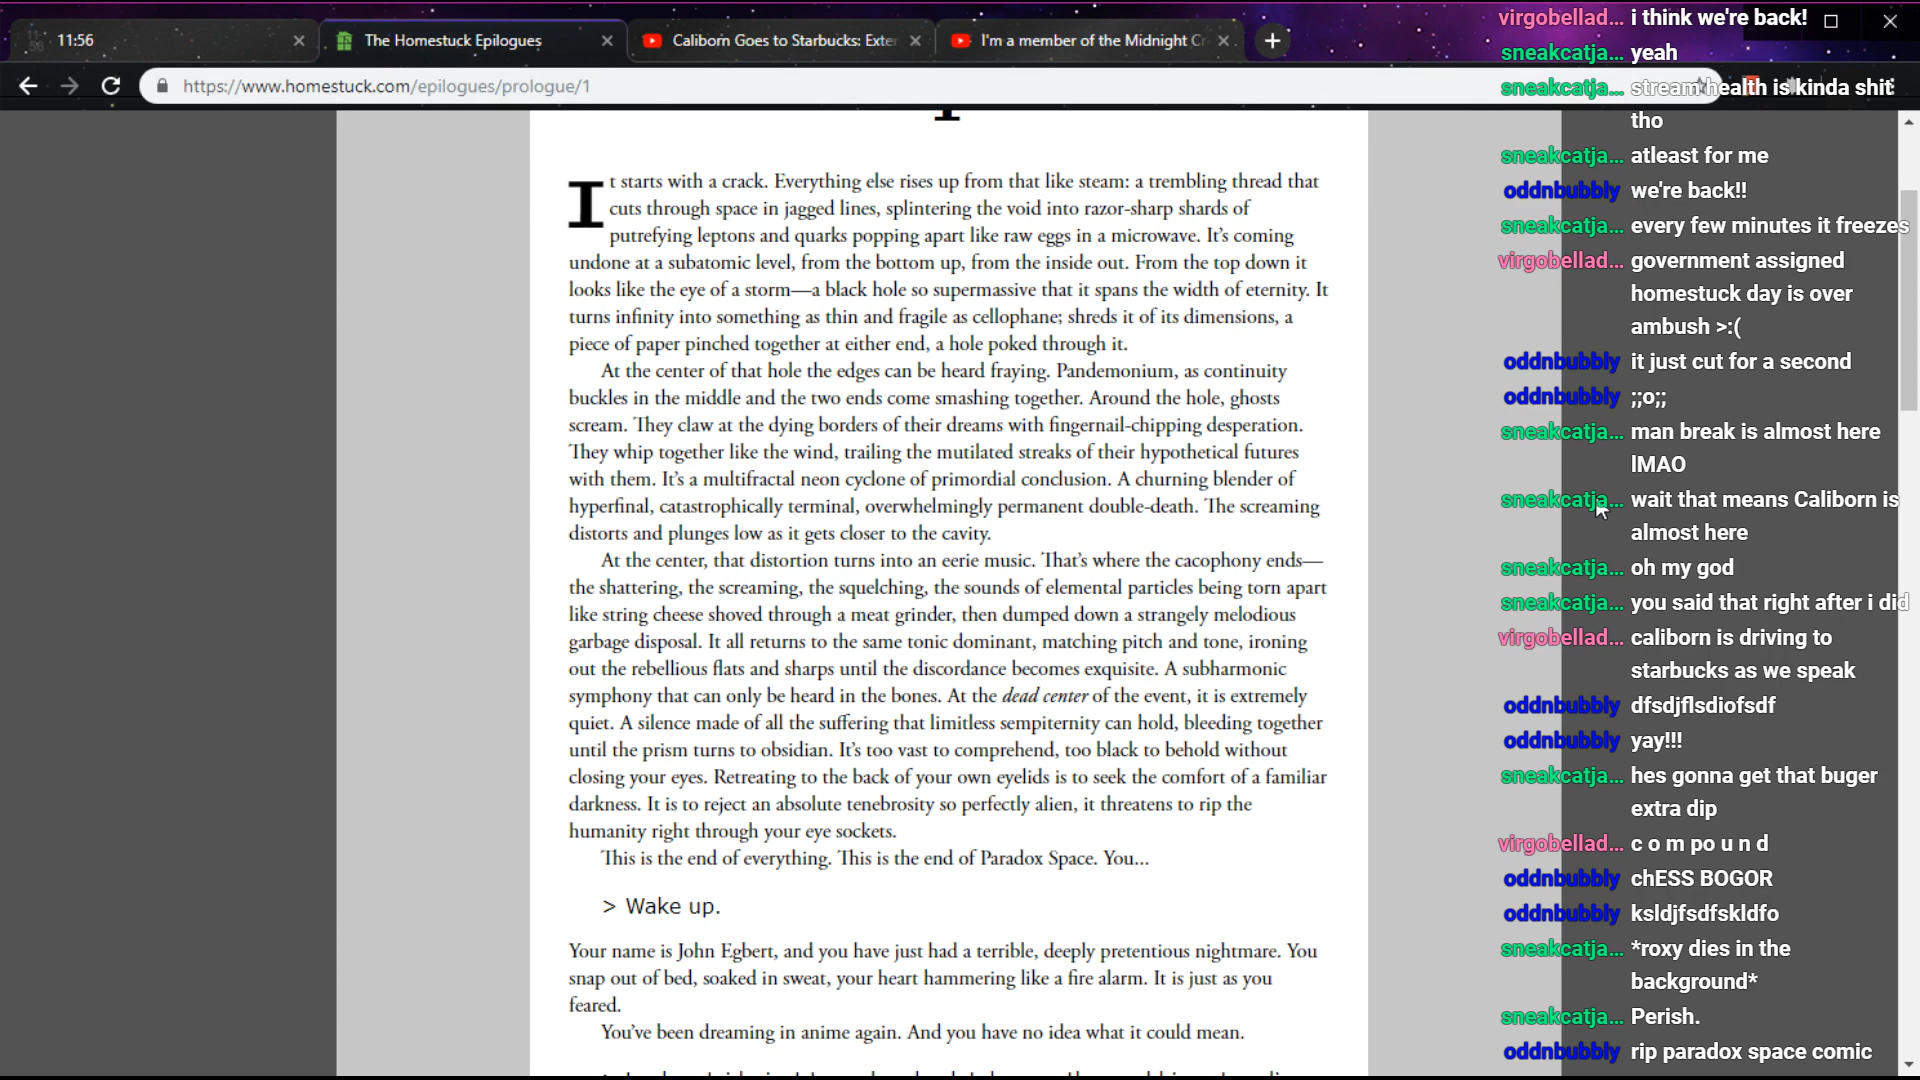 11:56
The Homestuck Epilogues
Caliborn Goes to Starbucks: Exte
I'm a member of the Midnight Cr
https://www.homestuck.com/epilogues/prologue/1
It starts with a crack. Everything else rises up from that like steam: a trembling thread that
cuts through space in jagged lines, splintering the void into razor-sharp shards of
putrefying leptons and quarks popping apart like raw eggs in a microwave. It’s coming
undone at a subatomic level, from the bottom up, from the inside out. From the top down it
looks like the eye of a storm—a black hole so supermassive that it spans the width of eternity. It
turns infinity into something as thin and fragile as cellophane; shreds it of its dimensions, a
piece of paper pinched together at either end, a hole poked through it.
At the center of that hole the edges can be heard fraying. Pandemonium, as continuity
buckles in the middle and the two ends come smashing together. Around the hole, ghosts
scream. They claw at the dying borders of their dreams with fingernail-chipping desperation.
They whip together like the wind, trailing the mutilated streaks of their hypothetical futures
with them. It’s a multifractal neon cyclone of primordial conclusion. A churning blender of
hyperfinal, catastrophically terminal, overwhelmingly permanent double-death. The screaming
distorts and plunges low as it gets closer to the cavity.
At the center, that distortion turns into an eerie music. That’s where the cacophony ends—
the shattering, the screaming, the squelching, the sounds of elemental particles being torn apart
like string cheese shoved through a meat grinder, then dumped down a strangely melodious
garbage disposal. It all returns to the same tonic dominant, matching pitch and tone, ironing
out the rebellious flats and sharps until the discordance becomes exquisite. A subharmonic
symphony that can only be heard in the bones. At the dead center of the event, it is extremely
quiet. A silence made of all the suffering that limitless sempiternity can hold, bleeding together
until the prism turns to obsidian. It’s too vast to comprehend, too black to behold without
closing your eyes. Retreating to the back of your own eyelids is to seek the comfort of a familiar
darkness. It is to reject an absolute tenebrosity so perfectly alien, it threatens to rip the
humanity right through your eye sockets.
This is the end of everything. This is the end of Paradox Space. You...
> Wake up.
Your name is John Egbert, and you have just had a terrible, deeply pretentious nightmare. You
snap out of bed, soaked in sweat, your heart hammering like a fire alarm. It is just as you
feared.
You’ve been dreaming in anime again. And you have no idea what it could mean.
virgobellad... i think we're back!
sneakcatja... yeah
sneakcatja... stream health is kinda shit
tho
sneakcatja... atleast for me
oddnbubbly we're back!!
sneakcatja... every few minutes it freezes
virgobellad... government assigned
homestuck day is over
ambush >:(
oddnbubbly it just cut for a second
oddnbubbly ;;o;;
sneakcatja... man break is almost here
lMAO
sneakcatja... wait that means Caliborn is
almost here
sneakcatja... oh my god
sneakcatja... you said that right after i did
virgobellad... caliborn is driving to
starbucks as we speak
oddnbubbly dfsdjflsdiofsdf
oddnbubbly yay!!!
sneakcatja... hes gonna get that buger
extra dip
virgobellad... c o m po u n d
oddnbubbly chESS BOGOR
oddnbubbly ksldjfsdfskldfo
sneakcatja... *roxy dies in the
background*
sneakcatja... Perish.
oddnbubbly rip paradox space comic